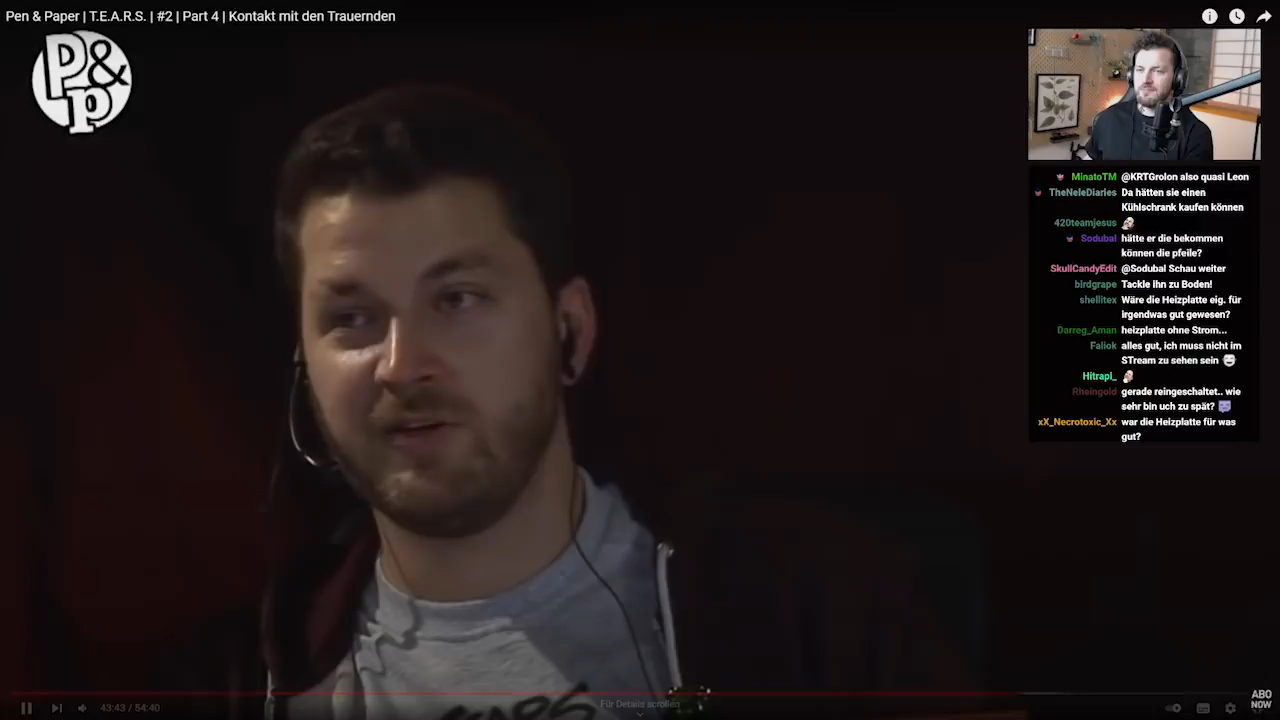 Pen & Paper | T.E.A.R.S. | #2 | Part 4 | Kontakt mit den Trauernden
P&P
MinatoTM @KRTGrolon also quasi Leon
TheNeleDiaries Da hätten sie einen
Kühlschrank kaufen können
420teamjesus
Sodubal hätte er die bekommen
können die pfeile?
SkullCandyEdit @Sodubal Schau weiter
birdgrape Tackle ihn zu Boden!
shellitex Wäre die Heizplatte eig. für
irgendwas gut gewesen?
Darreg_Aman heizplatte ohne Strom...
Faliok alles gut, ich muss nicht im
STream zu sehen sein
Hitrapi_
Rheingold gerade reingeschaltet.. wie
sehr bin uch zu spät?
xX_Necrotoxic_Xx war die Heizplatte für was
gut?
43:43 / 54:40
Für Details scrollen
ABO
NOW